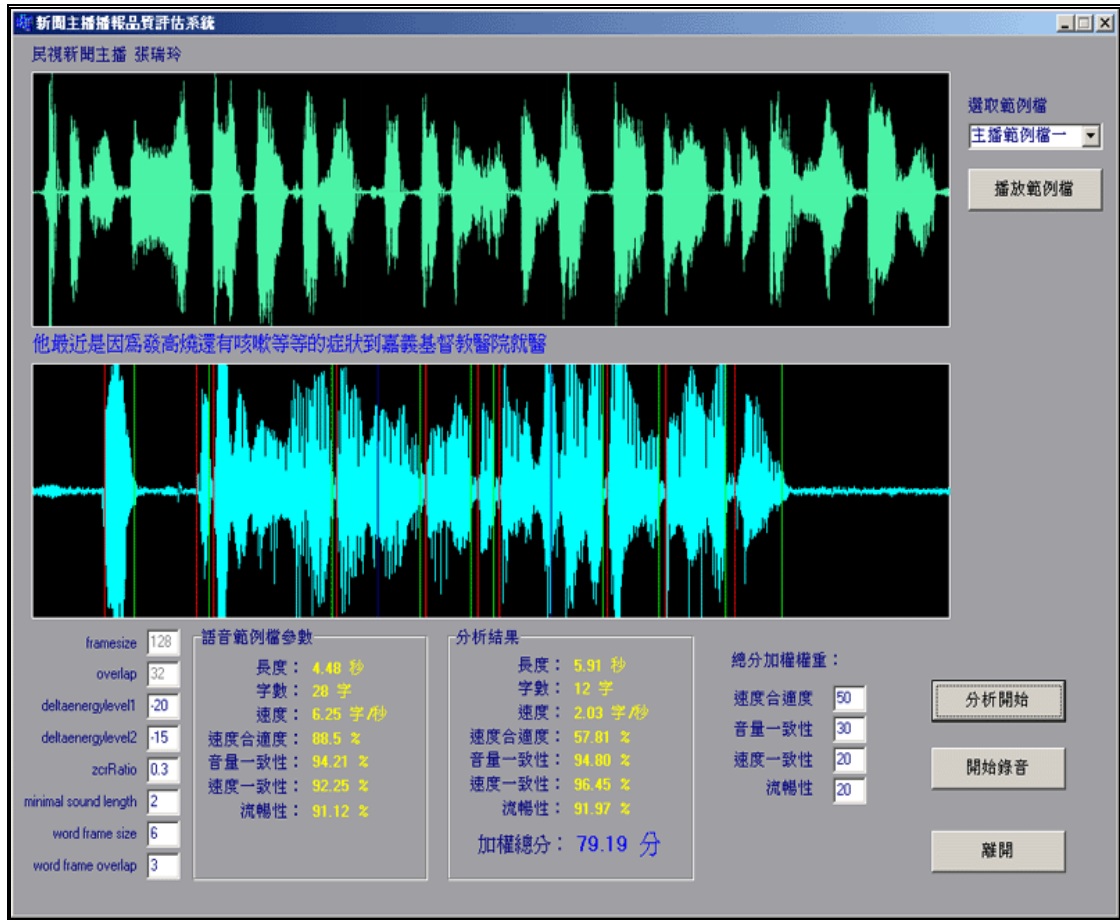 新聞主播播報品質評估系統
民視新聞主播 張瑞玲
選取範例檔
主播範例檔一
播放範例檔
他最近是因為發高燒還有咳嗽等等的症狀到嘉義基督教醫院就醫
framesize 128
overlap 32
deltaenergylevel1 -20
deltaenergylevel2 -15
zcrRatio 0.3
minimal sound length 2
word frame size 6
word frame overlap 3
語音範例檔參數
長度： 4.48 秒
字數： 28 字
速度： 6.25 字/秒
速度合適度： 88.5 %
音量一致性： 94.21 %
速度一致性： 92.25 %
流暢性： 91.12 %
分析結果
長度： 5.91 秒
字數： 12 字
速度： 2.03 字/秒
速度合適度： 57.81 %
音量一致性： 94.80 %
速度一致性： 96.45 %
流暢性： 91.97 %
加權總分： 79.19 分
總分加權權重：
速度合適度 50
音量一致性 30
速度一致性 20
流暢性 20
分析開始
開始錄音
離開